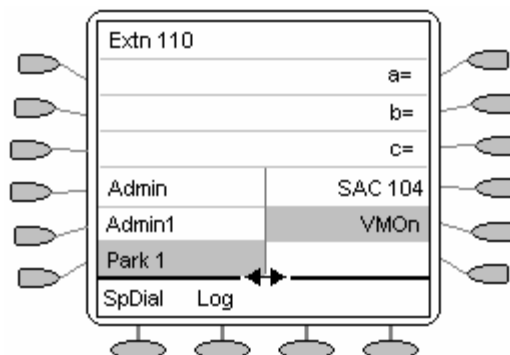 Extn 110
a=
b=
c=
Admin SAC 104
Admin1 VMOn
Park 1
SpDial Log